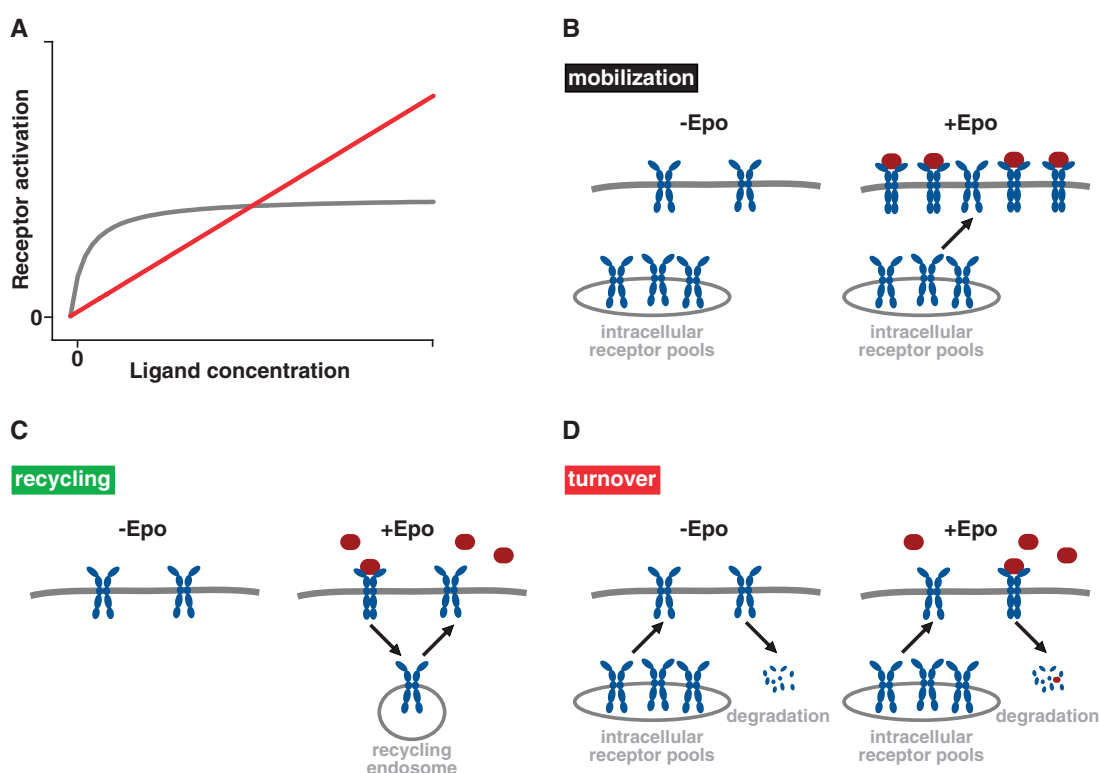 A
Receptor activation
0
0
Ligand concentration
B
mobilization
-Epo
+Epo
intracellular
receptor pools
intracellular
receptor pools
C
recycling
-Epo
+Epo
recycling
endosome
D
turnover
-Epo
+Epo
degradation
intracellular
receptor pools
degradation
intracellular
receptor pools